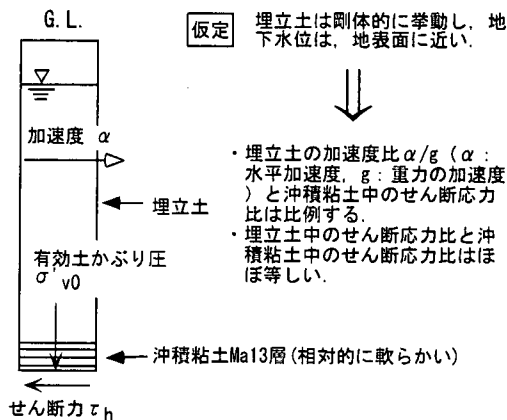 G.L.
仮定
埋立土は剛体的に挙動し，地
下水位は，地表面に近い．
加速度 α
・埋立土の加速度比α/g（α：
水平加速度，g：重力の加速度
）と沖積粘土中のせん断応力
比は比例する．
・埋立土中のせん断応力比と沖
積粘土中のせん断応力比はほ
ぼ等しい．
埋立土
有効土かぶり圧
σ'v0
沖積粘土Ma13層(相対的に軟らかい)
せん断力τh